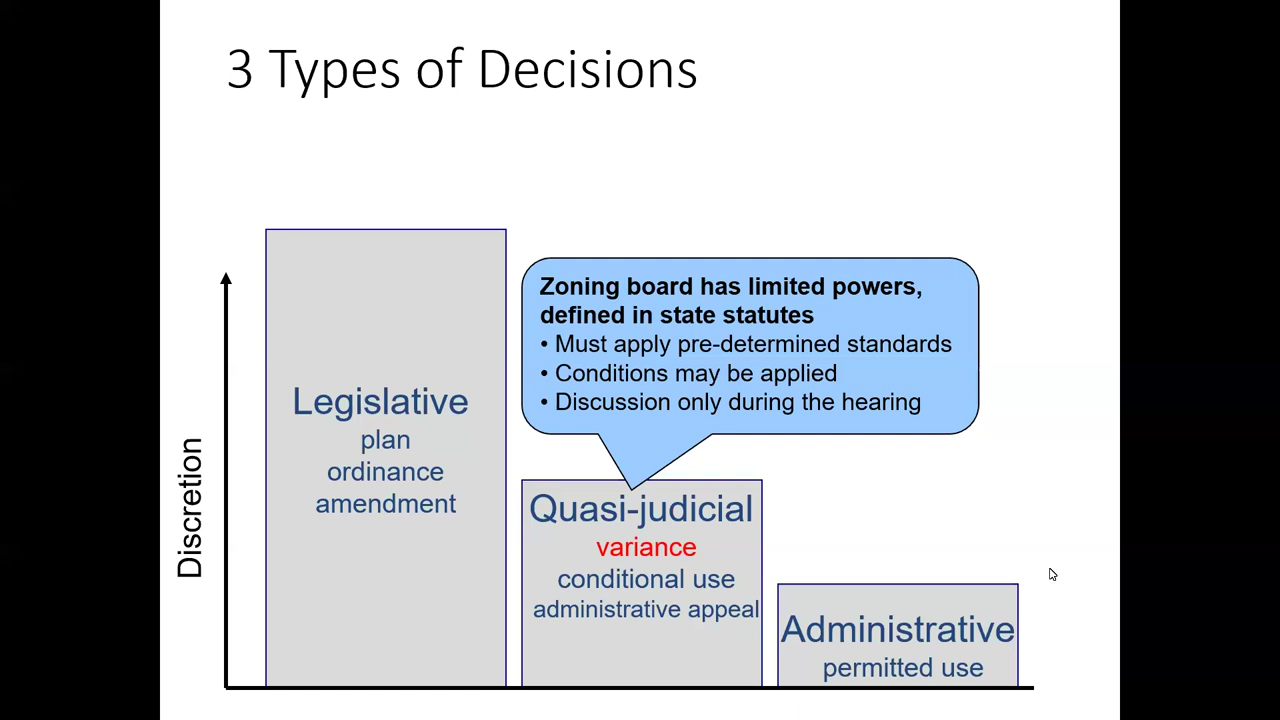 3 Types of Decisions
Discretion
Legislative
plan
ordinance
amendment
Zoning board has limited powers,
defined in state statutes
• Must apply pre-determined standards
• Conditions may be applied
• Discussion only during the hearing
Quasi-judicial
variance
conditional use
administrative appeal
Administrative
permitted use